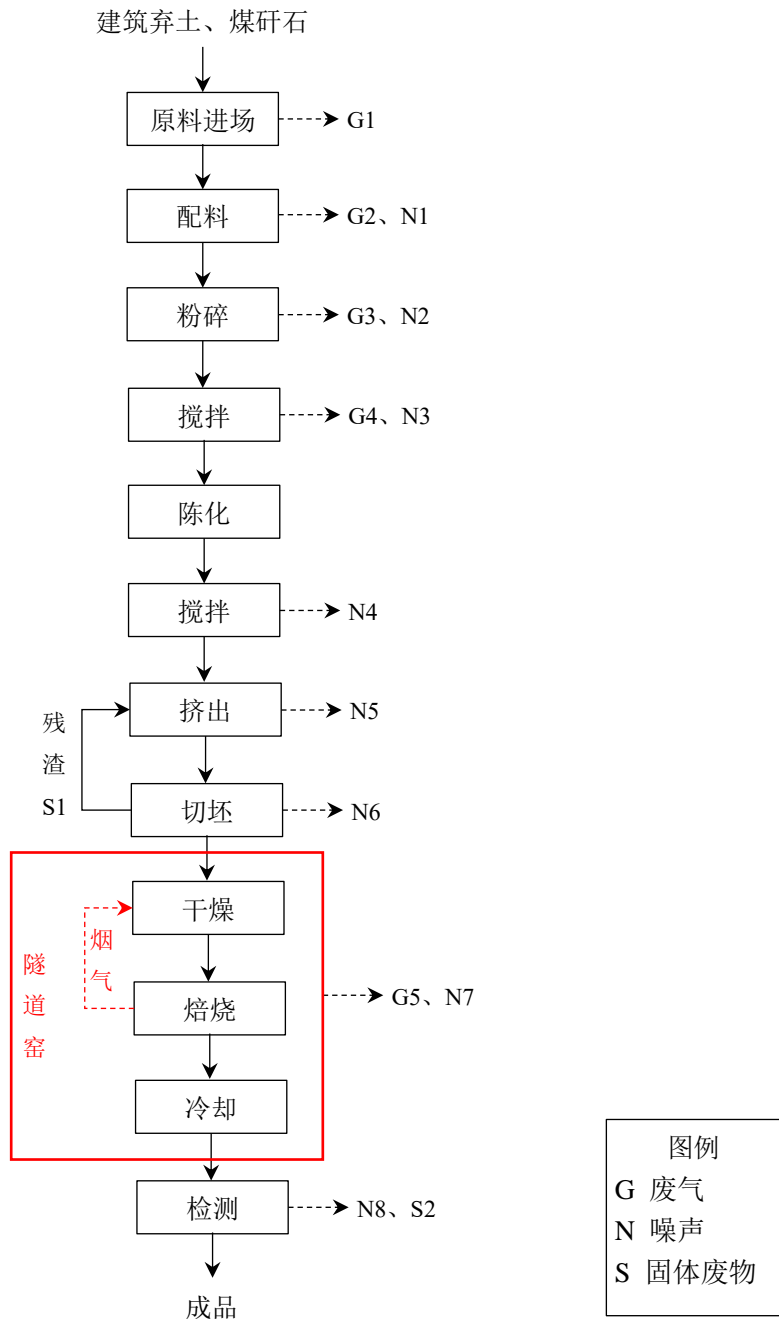 建筑弃土、煤矸石
原料进场
G1
配料
G2、N1
粉碎
G3、N2
搅拌
G4、N3
陈化
搅拌
N4
挤出
N5
残
渣
S1
切坯
N6
干燥
烟
气
隧
道
窑
焙烧
G5、N7
冷却
检测
N8、S2
成品
图例
G 废气
N 噪声
S 固体废物